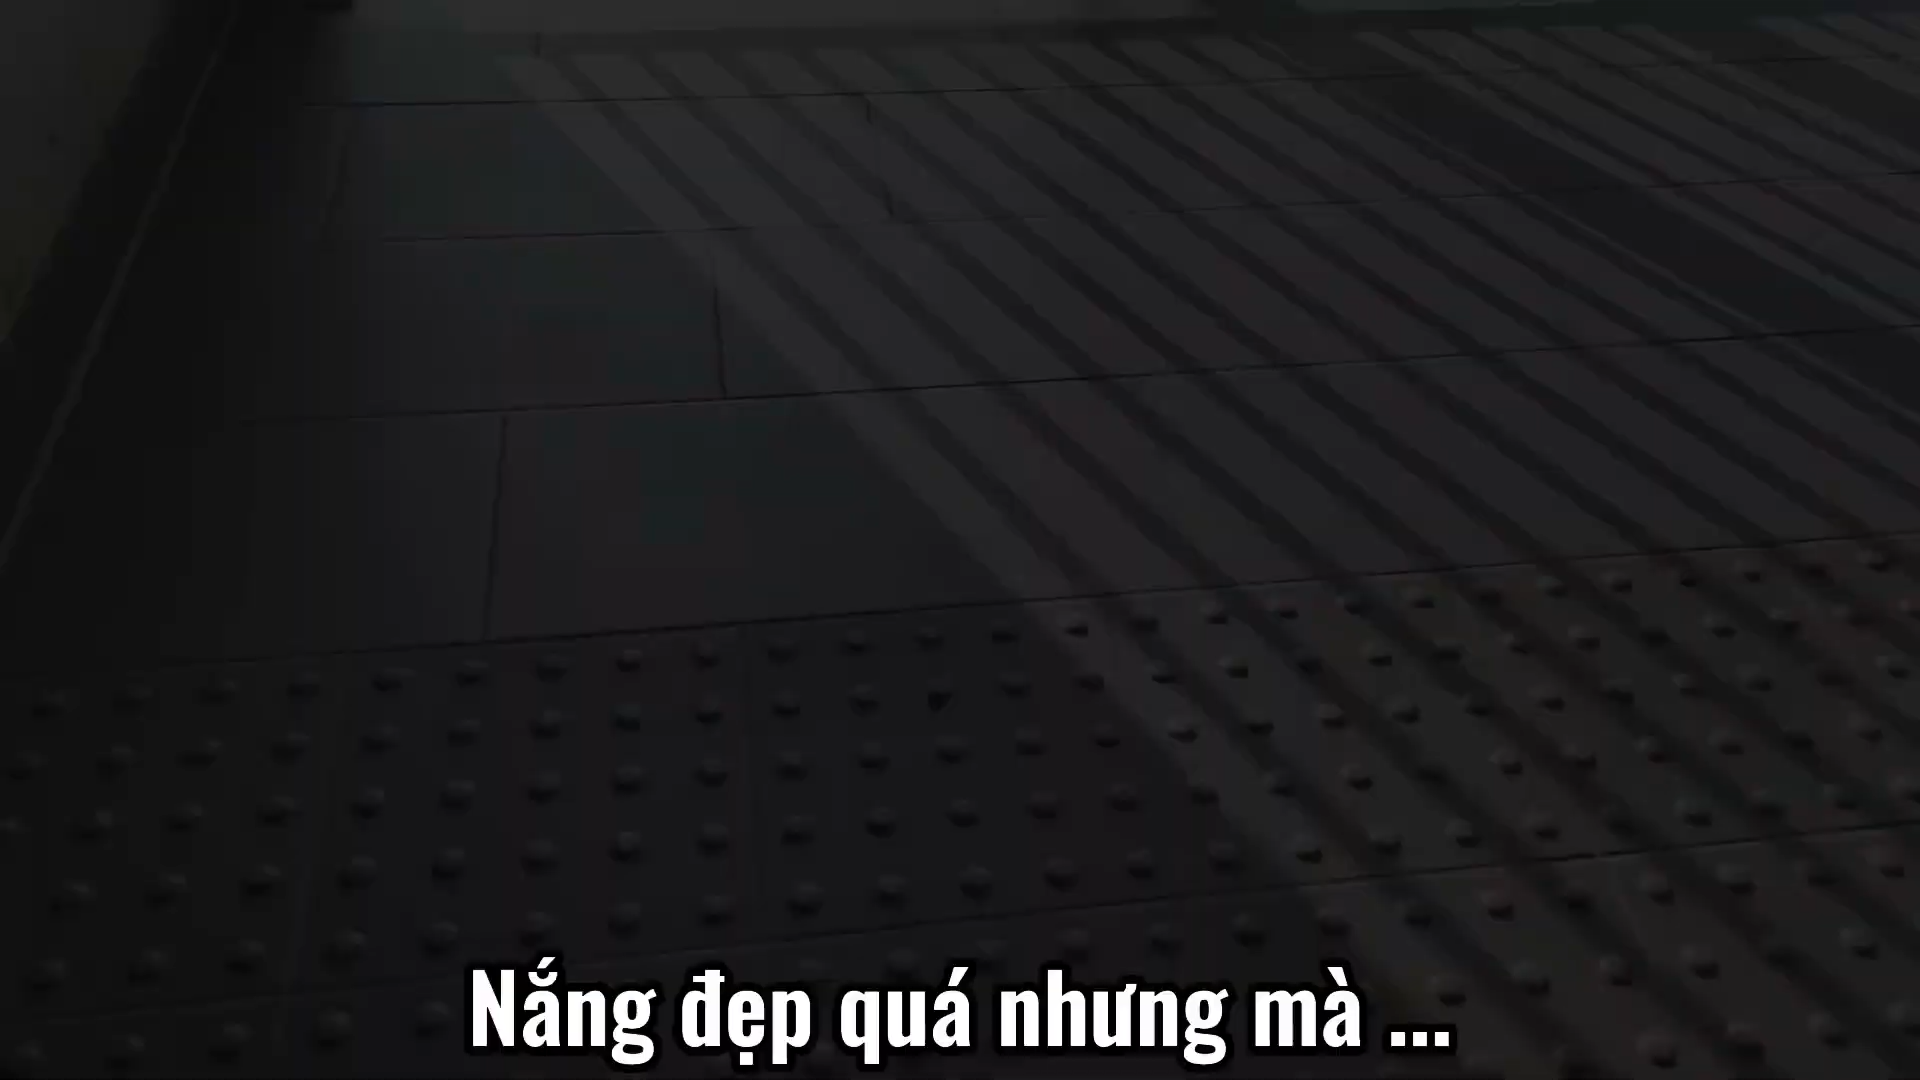 Nắng đẹp quá nhưng mà ...